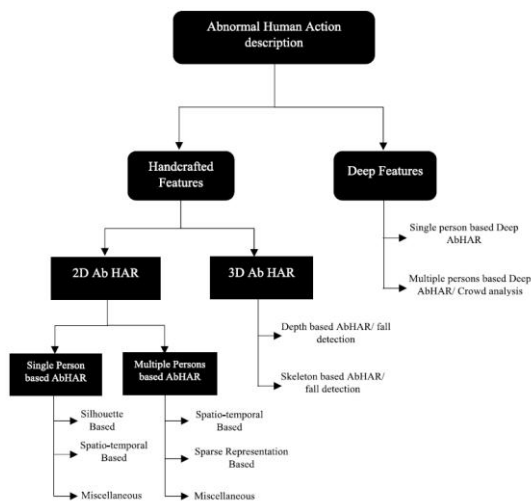 Abnormal Human Action
description
Handcrafted
Features
Deep Features
Single person based Deep
AbHAR
2D Ab HAR
3D Ab HAR
Multiple persons based Deep
AbHAR/ Crowd analysis
Depth based AbHAR/ fall
detection
Single Person
based AbHAR
Multiple Persons
based AbHAR
Skeleton based AbHAR/
fall detection
Silhouette
Based
Spatio-temporal
Based
Spatio-temporal
Based
Sparse Representation
Based
Miscellaneous
Miscellaneous